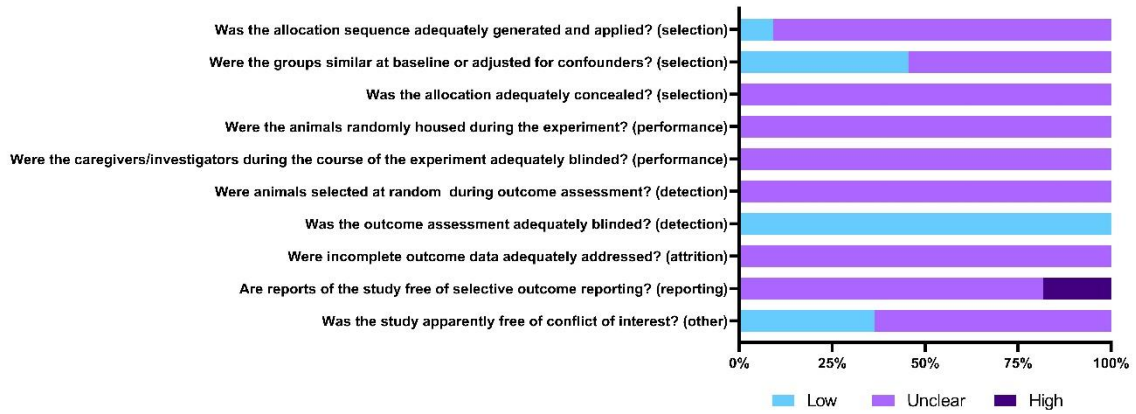 Was the allocation sequence adequately generated and applied? (selection)
Were the groups similar at baseline or adjusted for confounders? (selection)
Was the allocation adequately concealed? (selection)
Were the animals randomly housed during the experiment? (performance)
Were the caregivers/investigators during the course of the experiment adequately blinded? (performance)
Were animals selected at random during outcome assessment? (detection)
Was the outcome assessment adequately blinded? (detection)
Were incomplete outcome data adequately addressed? (attrition)
Are reports of the study free of selective outcome reporting? (reporting)
Was the study apparently free of conflict of interest? (other)
0% 25% 50% 75% 100%
Low Unclear High